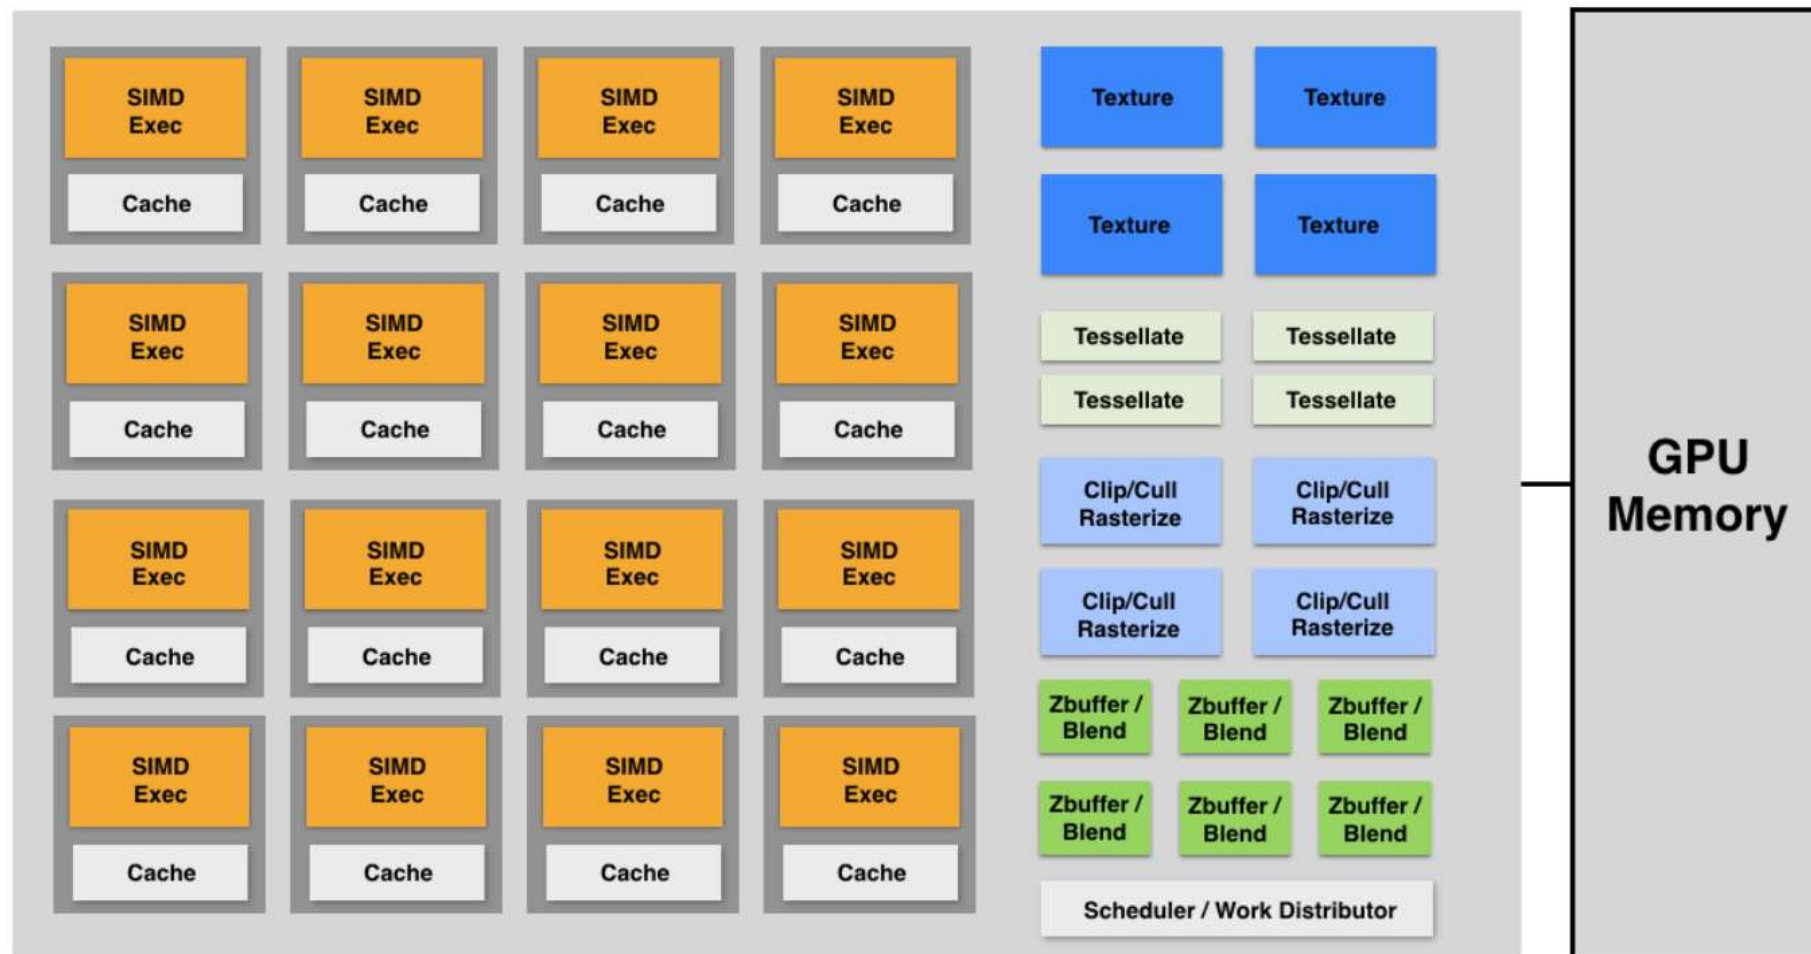 SIMD
Exec
Cache
SIMD
Exec
Cache
SIMD
Exec
Cache
SIMD
Exec
Cache
SIMD
Exec
Cache
SIMD
Exec
Cache
SIMD
Exec
Cache
SIMD
Exec
Cache
SIMD
Exec
Cache
SIMD
Exec
Cache
SIMD
Exec
Cache
SIMD
Exec
Cache
SIMD
Exec
Cache
SIMD
Exec
Cache
SIMD
Exec
Cache
SIMD
Exec
Cache
Texture
Texture
Texture
Texture
Tessellate
Tessellate
Tessellate
Tessellate
Clip/Cull
Rasterize
Clip/Cull
Rasterize
Clip/Cull
Rasterize
Clip/Cull
Rasterize
Zbuffer /
Blend
Zbuffer /
Blend
Zbuffer /
Blend
Zbuffer /
Blend
Zbuffer /
Blend
Zbuffer /
Blend
Scheduler / Work Distributor
GPU
Memory